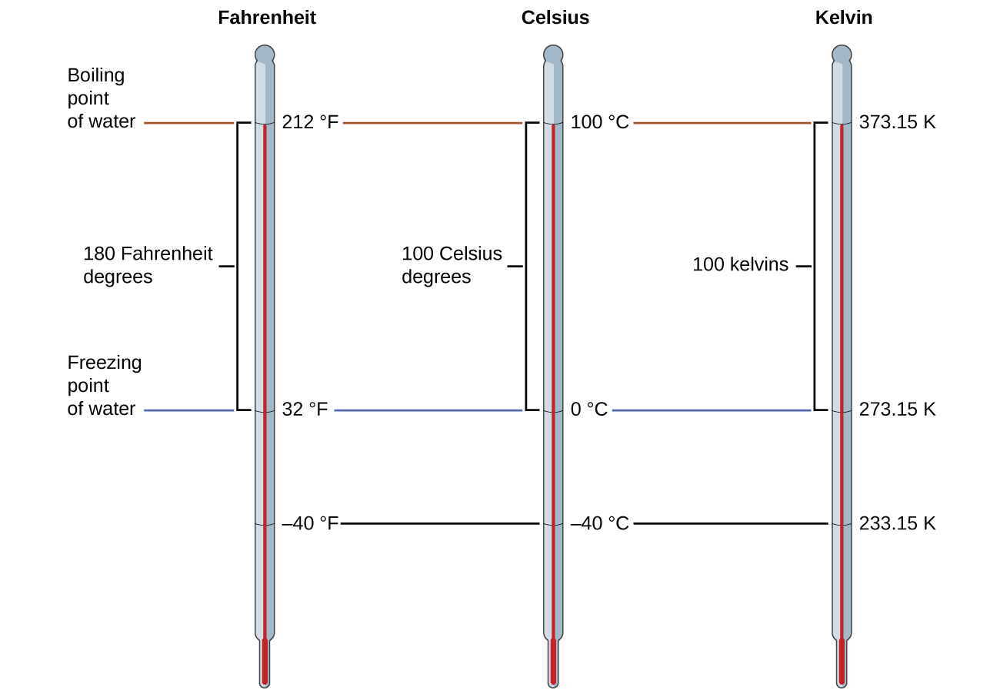 Fahrenheit
Celsius
Kelvin
Boiling
point
of water
212 °F
100 °C
373.15 K
180 Fahrenheit
degrees
100 Celsius
degrees
100 kelvins
Freezing
point
of water
32 °F
0 °C
273.15 K
–40 °F
–40 °C
233.15 K